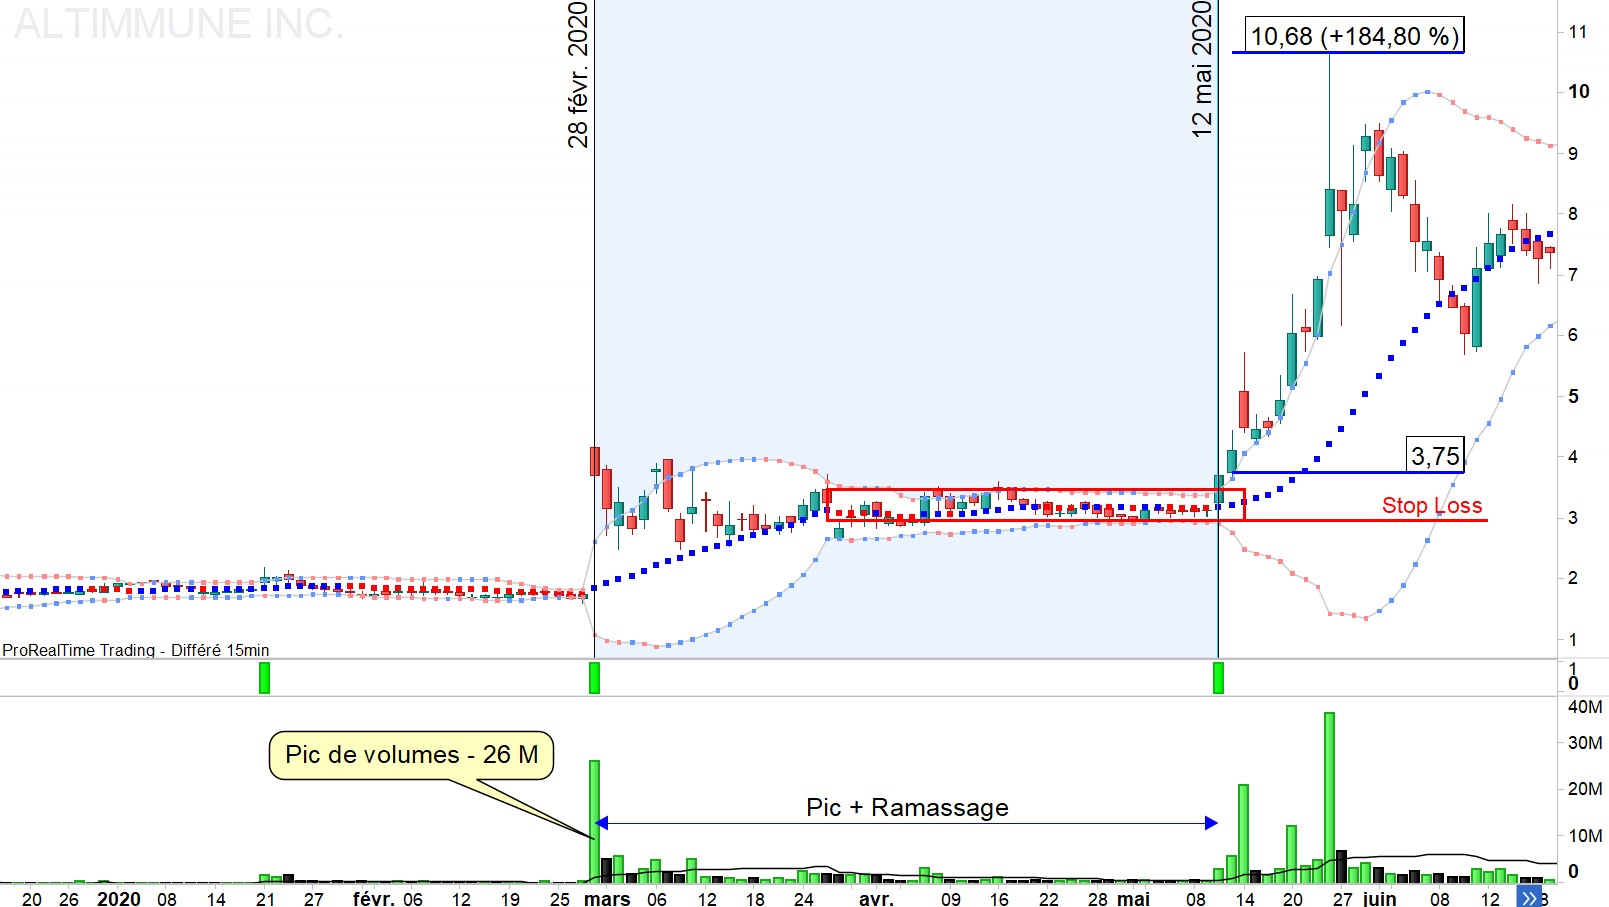 ALTIMMUNE INC.
28 févr. 2020
12 mai 2020
10,68 (+184,80 %)
11
10
9
8
7
6
5
4
3
2
1
3,75
Stop Loss
ProRealTime Trading - Différé 15min
1
0
40M
30M
20M
10M
0
Pic de volumes - 26 M
Pic + Ramassage
20 26 2020 08 14 21 27 févr. 06 12 19 25 mars 06 12 18 24 avr. 09 16 22 28 mai 08 14 20 27 juin 08 12